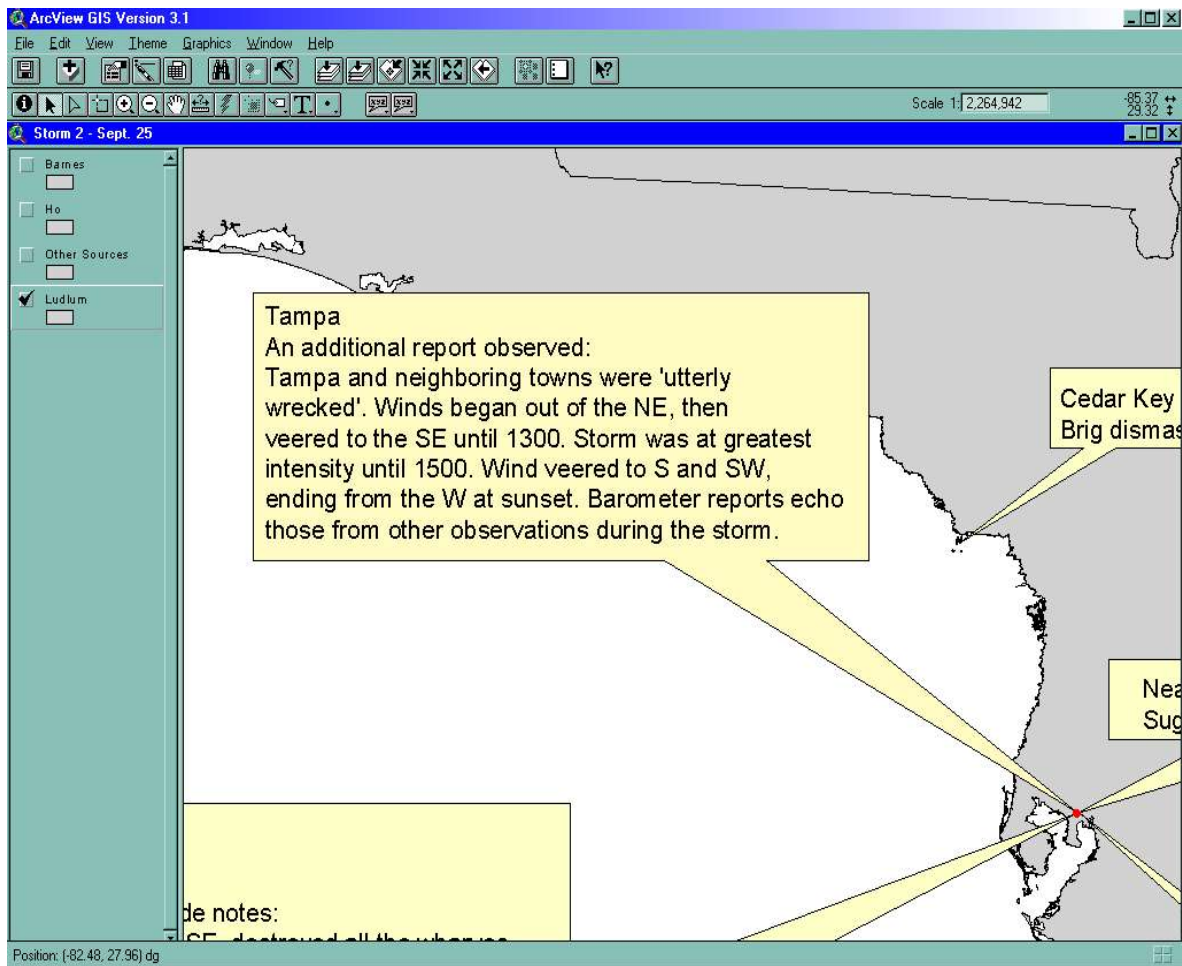 ArcView GIS Version 3.1
File Edit View Theme Graphics Window Help
Scale 1: 2,264,942
-85.37
29.32
Storm 2 - Sept. 25
Barnes
Ho
Other Sources
Ludlum
Tampa
An additional report observed:
Tampa and neighboring towns were 'utterly
wrecked'. Winds began out of the NE, then
veered to the SE until 1300. Storm was at greatest
intensity until 1500. Wind veered to S and SW,
ending from the W at sunset. Barometer reports echo
those from other observations during the storm.
Cedar Key
Brig dismas
Nea
Sug
de notes:
SE, destroyed all the wharves
Position: (-82.48, 27.96) dg